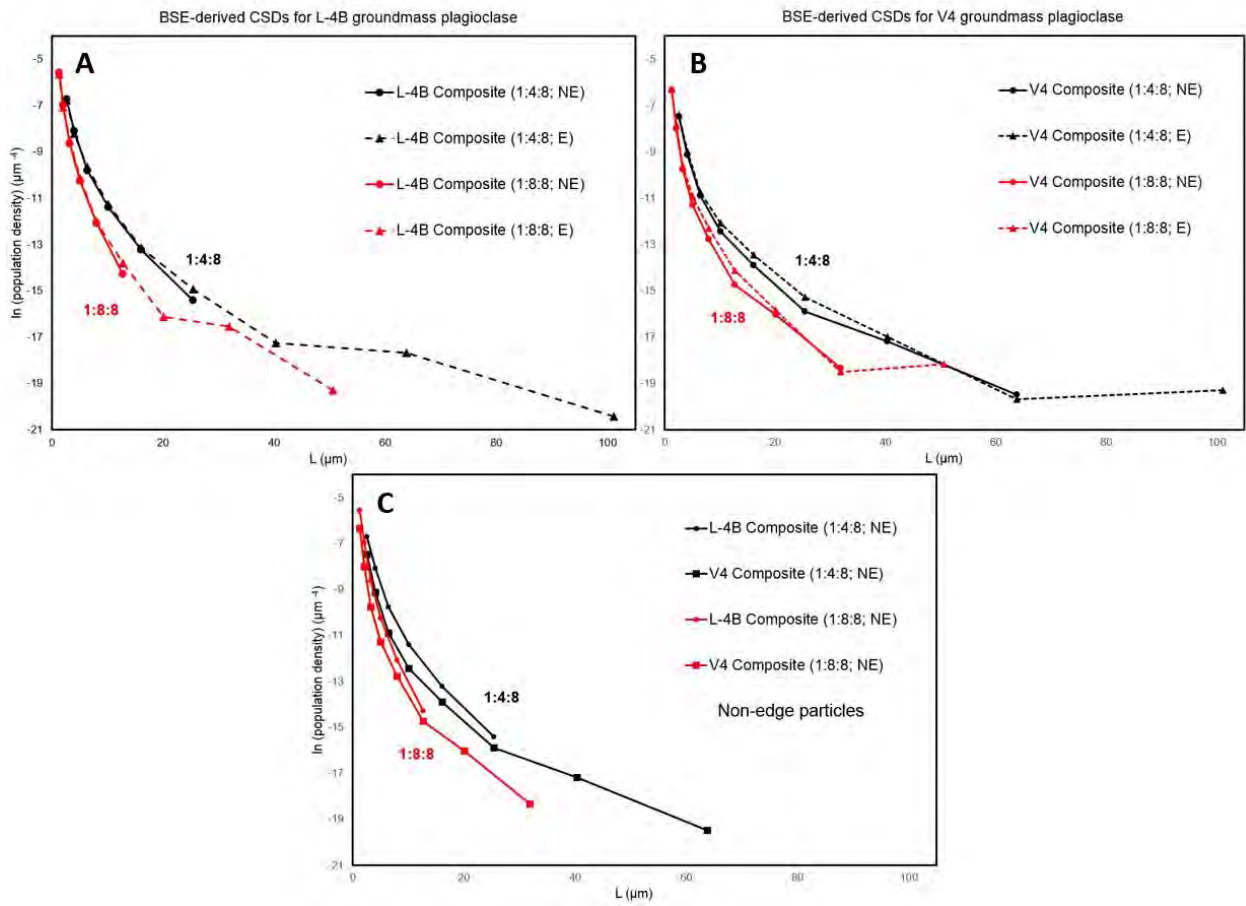 BSE-derived CSDs for L-4B groundmass plagioclase
A
ln (population density) (µm⁻⁴)
-5
-7
-9
-11
-13
-15
-17
-19
-21
L-4B Composite (1:4:8; NE)
L-4B Composite (1:4:8; E)
L-4B Composite (1:8:8; NE)
L-4B Composite (1:8:8; E)
1:4:8
1:8:8
0 20 40 60 80 100
L (µm)
BSE-derived CSDs for V4 groundmass plagioclase
B
ln (population density) (µm⁻⁴)
-5
-7
-9
-11
-13
-15
-17
-19
-21
V4 Composite (1:4:8; NE)
V4 Composite (1:4:8; E)
V4 Composite (1:8:8; NE)
V4 Composite (1:8:8; E)
1:4:8
1:8:8
0 20 40 60 80 100
L (µm)
C
ln (population density) (µm⁻⁴)
-5
-7
-9
-11
-13
-15
-17
-19
-21
L-4B Composite (1:4:8; NE)
V4 Composite (1:4:8; NE)
L-4B Composite (1:8:8; NE)
V4 Composite (1:8:8; NE)
Non-edge particles
1:4:8
1:8:8
0 20 40 60 80 100
L (µm)